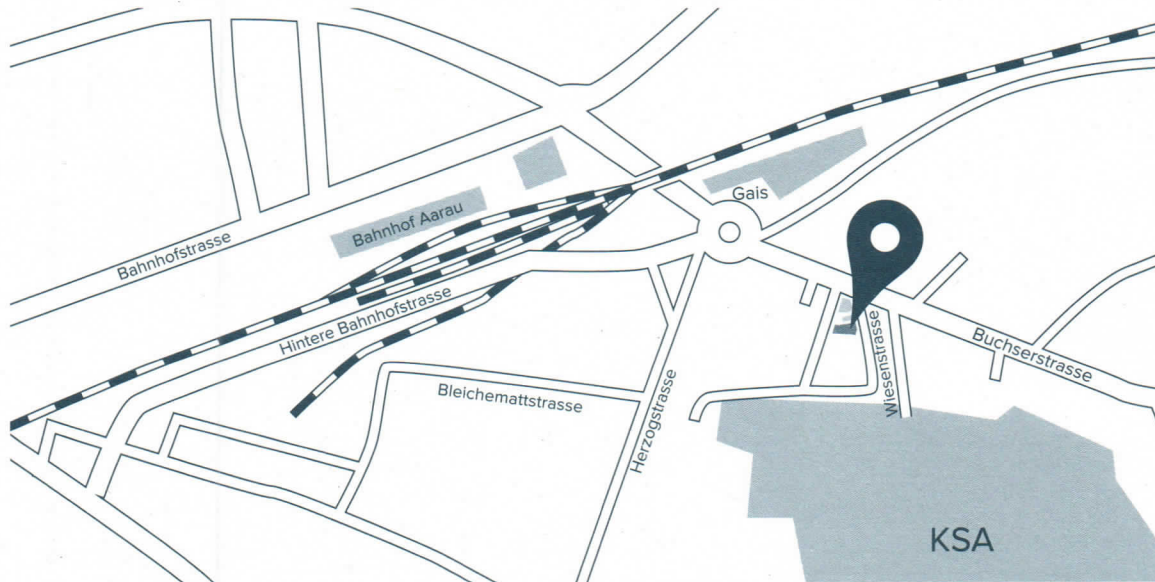 Gais
Bahnhof Aarau
Bahnhofstrasse
Hintere Bahnhofstrasse
Buchserstrasse
Wiesenstrasse
Bleichemattstrasse
Herzogstrasse
KSA